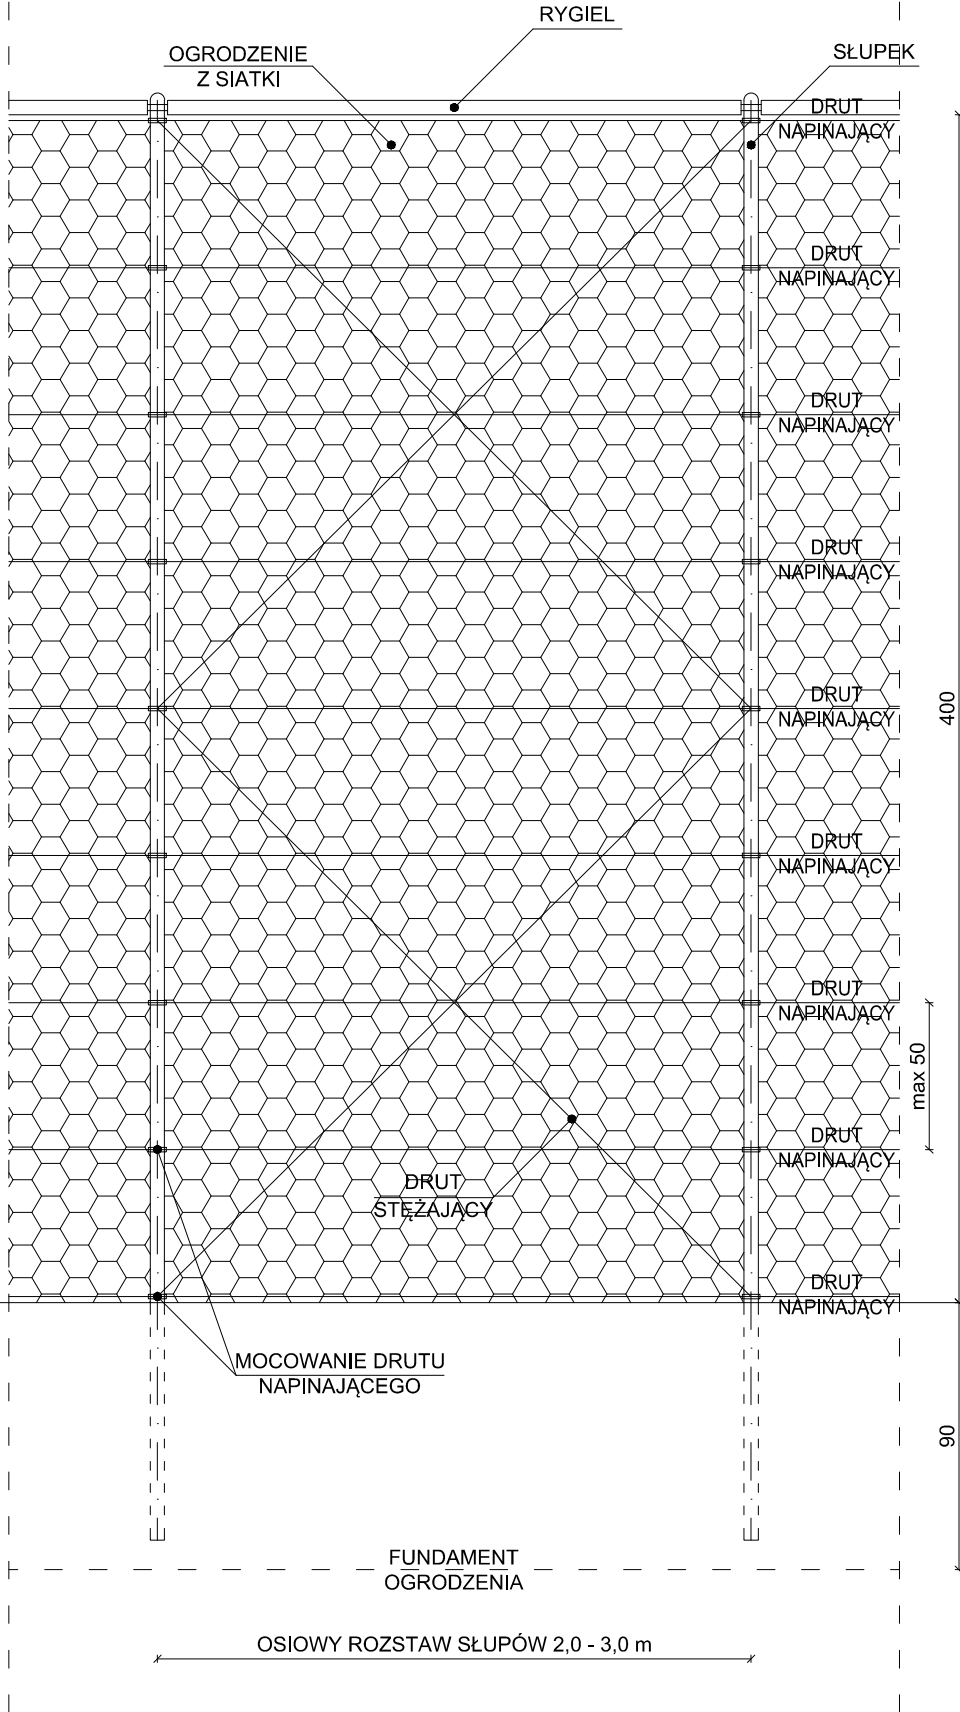 RYGIEL
OGRODZENIE
Z SIATKI
SŁUPEK
DRUT
NAPINAJĄCY
DRUT
NAPINAJĄCY
DRUT
NAPINAJĄCY
DRUT
NAPINAJĄCY
DRUT
NAPINAJĄCY
400
DRUT
NAPINAJĄCY
DRUT
NAPINAJĄCY
max 50
DRUT
NAPINAJĄCY
DRUT
STĘŻAJĄCY
DRUT
NAPINAJĄCY
MOCOWANIE DRUTU
NAPINAJĄCEGO
90
FUNDAMENT
OGRODZENIA
OSIOWY ROZSTAW SŁUPÓW 2,0 - 3,0 m